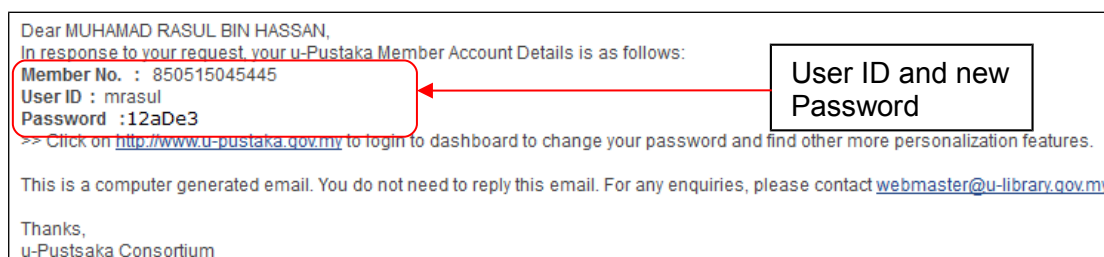 Dear MUHAMAD RASUL BIN HASSAN,
In response to your request, your u-Pustaka Member Account Details is as follows:
Member No. : 850515045445
User ID : mrasul
Password :12aDe3
>> Click on http://www.u-pustaka.gov.my to login to dashboard to change your password and find other more personalization features.
This is a computer generated email. You do not need to reply this email. For any enquiries, please contact webmaster@u-library.gov.my
Thanks,
u-Pustsaka Consortium
User ID and new
Password